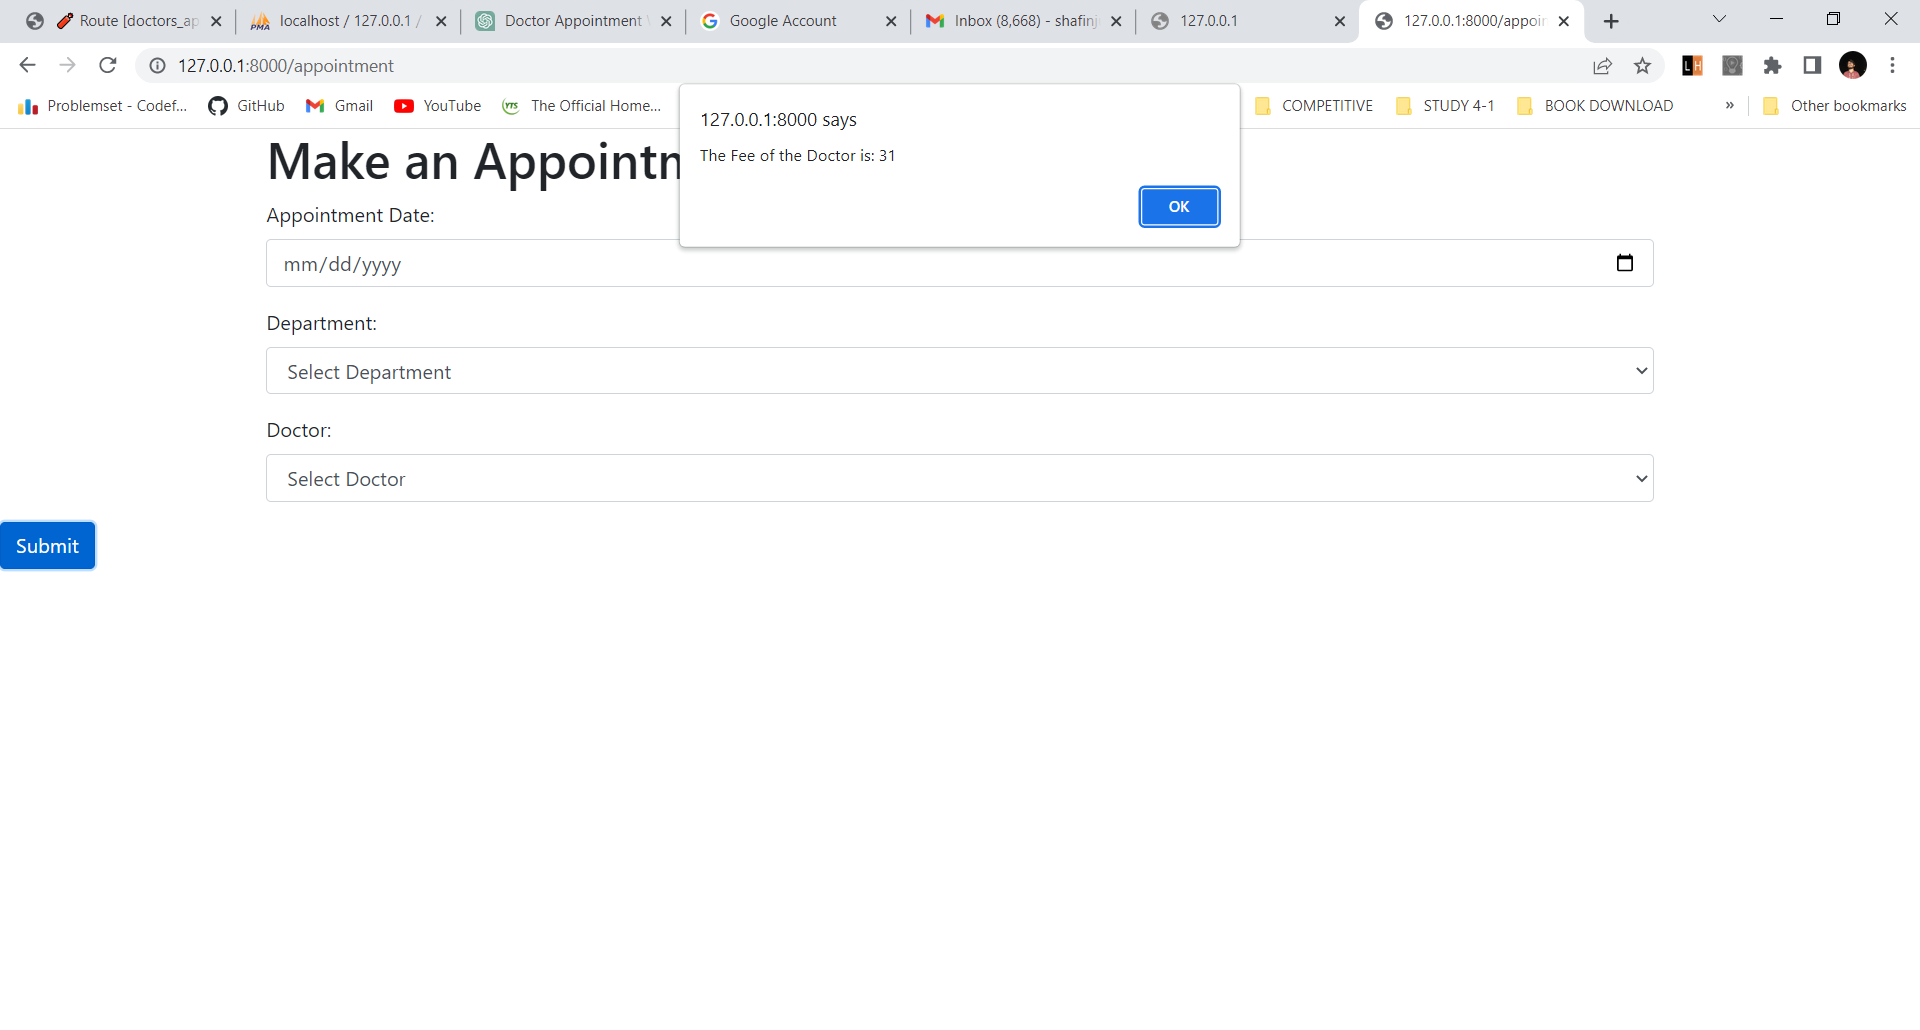 Route [doctors_ap
localhost / 127.0.0.1 /
Doctor Appointment
Google Account
Inbox (8,668) - shafinj
127.0.0.1
127.0.0.1:8000/appoin
127.0.0.1:8000/appointment
L H
Problemset - Codef...
GitHub
Gmail
YouTube
YTS
The Official Home...
COMPETITIVE
STUDY 4-1
BOOK DOWNLOAD
»
Other bookmarks
127.0.0.1:8000 says
The Fee of the Doctor is: 31
OK
Make an Appointn
Appointment Date:
mm/dd/yyyy
Department:
Select Department
Doctor:
Select Doctor
Submit